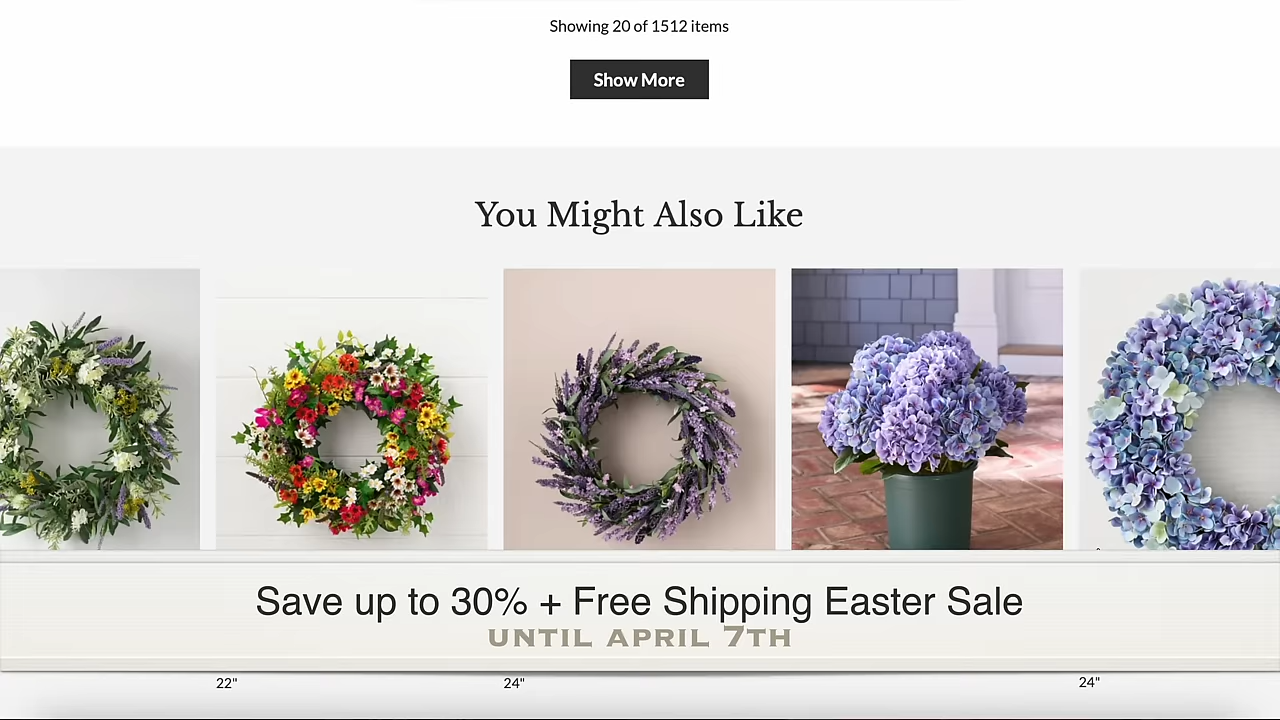 Showing 20 of 1512 items
Show More
You Might Also Like
Save up to 30% + Free Shipping Easter Sale
UNTIL APRIL 7TH
22"
24"
24"